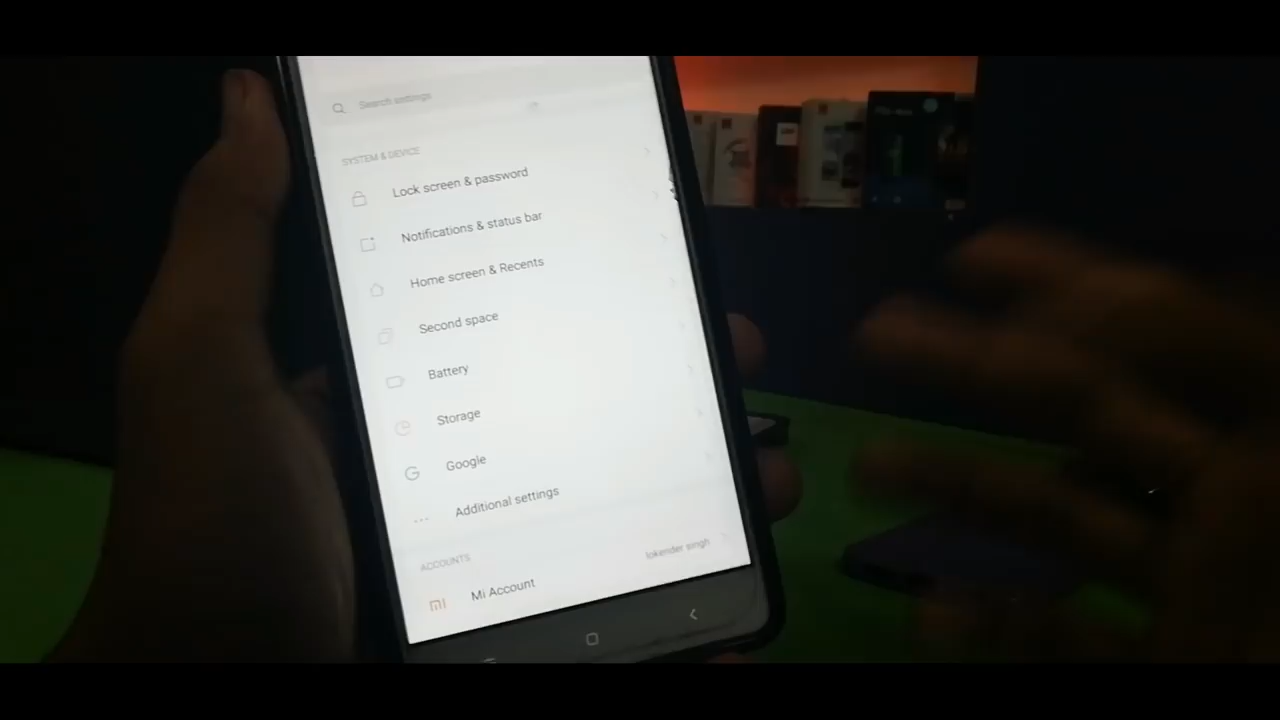 Search settings
SYSTEM & DEVICE
Lock screen & password
Notifications & status bar
Home screen & Recents
Second space
Battery
Storage
Google
Additional settings
ACCOUNTS
mi Mi Account lokender singh